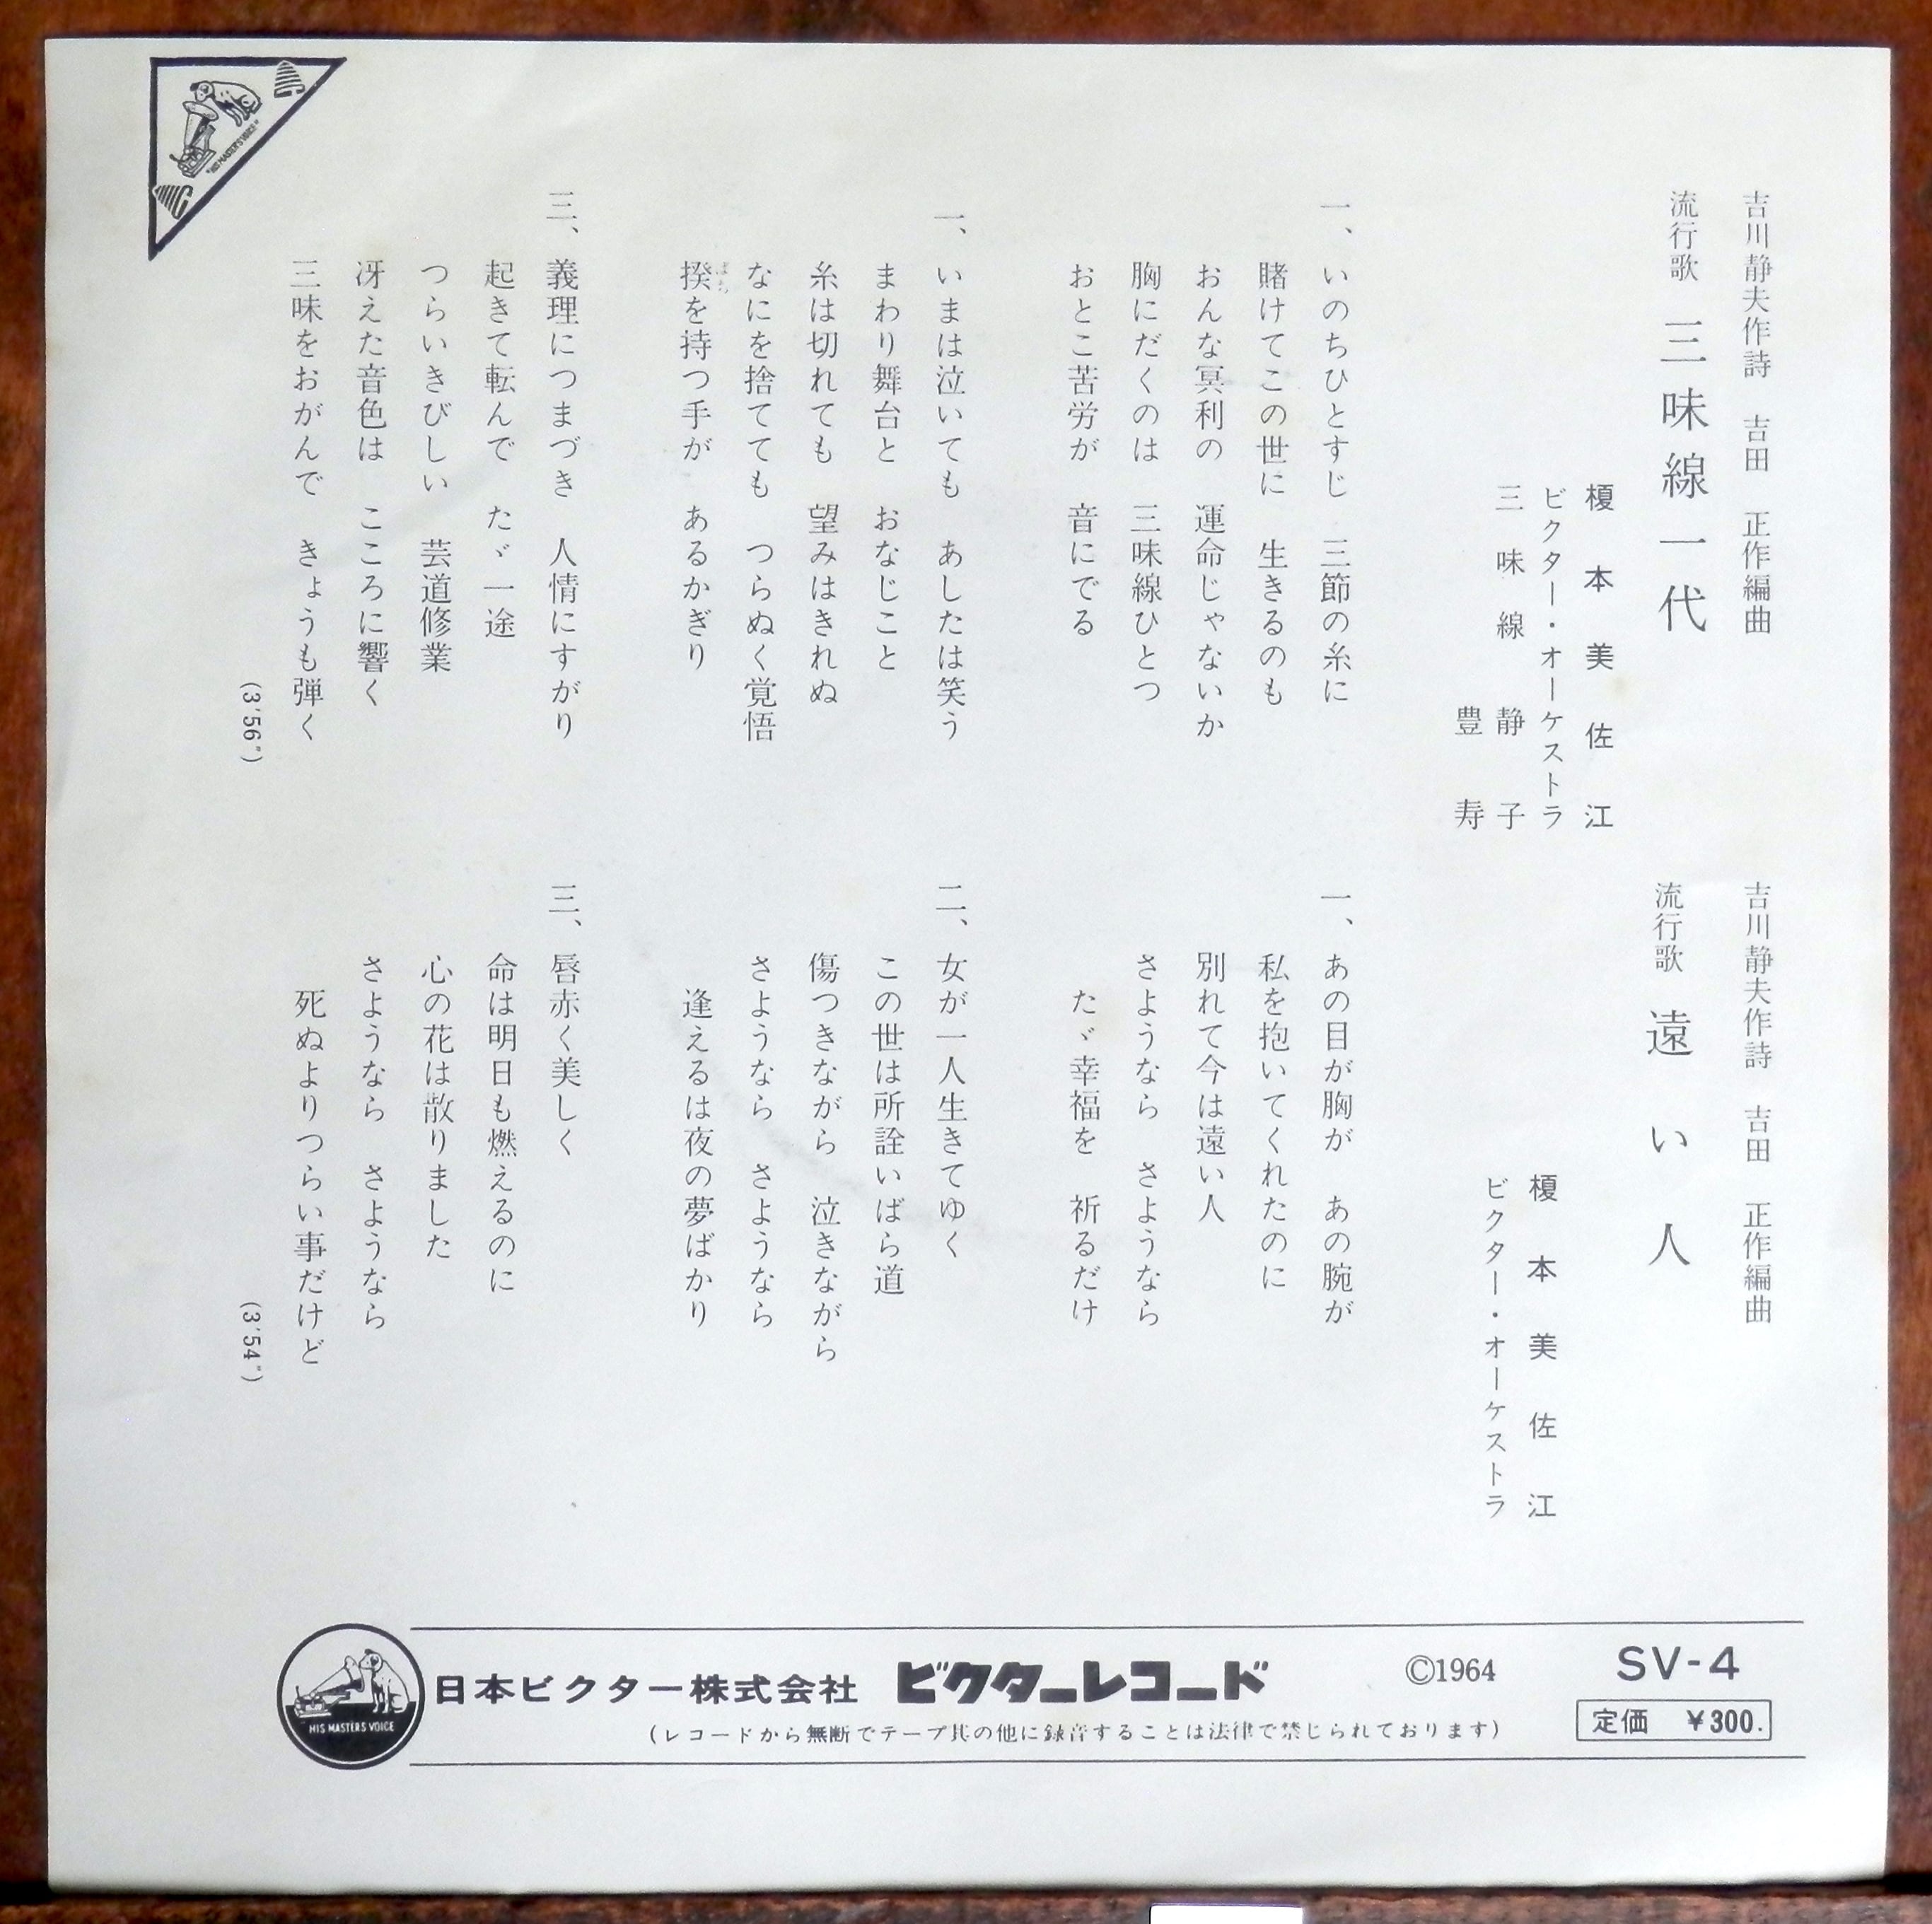 吉川静夫作詩　吉田　正作編曲
流行歌　三味線一代
榎本美佐江
ビクター・オーケストラ
三味線　静子
豊寿
一、いのちひとすじ　三節の糸に
賭けてこの世に　生きるのも
おんな冥利の　運命じゃないか
胸にだくのは　三味線ひとつ
おとこ苦労が　音にでる
一、いまは泣いても　あしたは笑う
まわり舞台と　おなじこと
糸は切れても　望みはきれぬ
なにを捨てても　つらぬく覚悟
ばち
揆を持つ手が　あるかぎり
三、義理につまづき　人情にすがり
起きて転んで　たゞ一途
つらいきびしい　芸道修業
冴えた音色は　こころに響く
三味をおがんで　きょうも弾く
(3′56″)
吉川静夫作詩　吉田　正作編曲
流行歌　遠い人
榎本美佐江
ビクター・オーケストラ
一、あの目が胸が　あの腕が
私を抱いてくれたのに
別れて今は遠い人
さようなら　さようなら
たゞ幸福を　祈るだけ
二、女が一人生きてゆく
この世は所詮いばら道
傷つきながら　泣きながら
さようなら　さようなら
逢えるは夜の夢ばかり
三、唇赤く美しく
命は明日も燃えるのに
心の花は散りました
さようなら　さようなら
死ぬよりつらい事だけど
(3′54″)
"HIS MASTER'S VOICE"
HIS MASTERS VOICE
日本ビクター株式会社　ビクターレコード　©1964　SV-4
(レコードから無断でテープ其の他に録音することは法律で禁じられております)
定価　¥300.